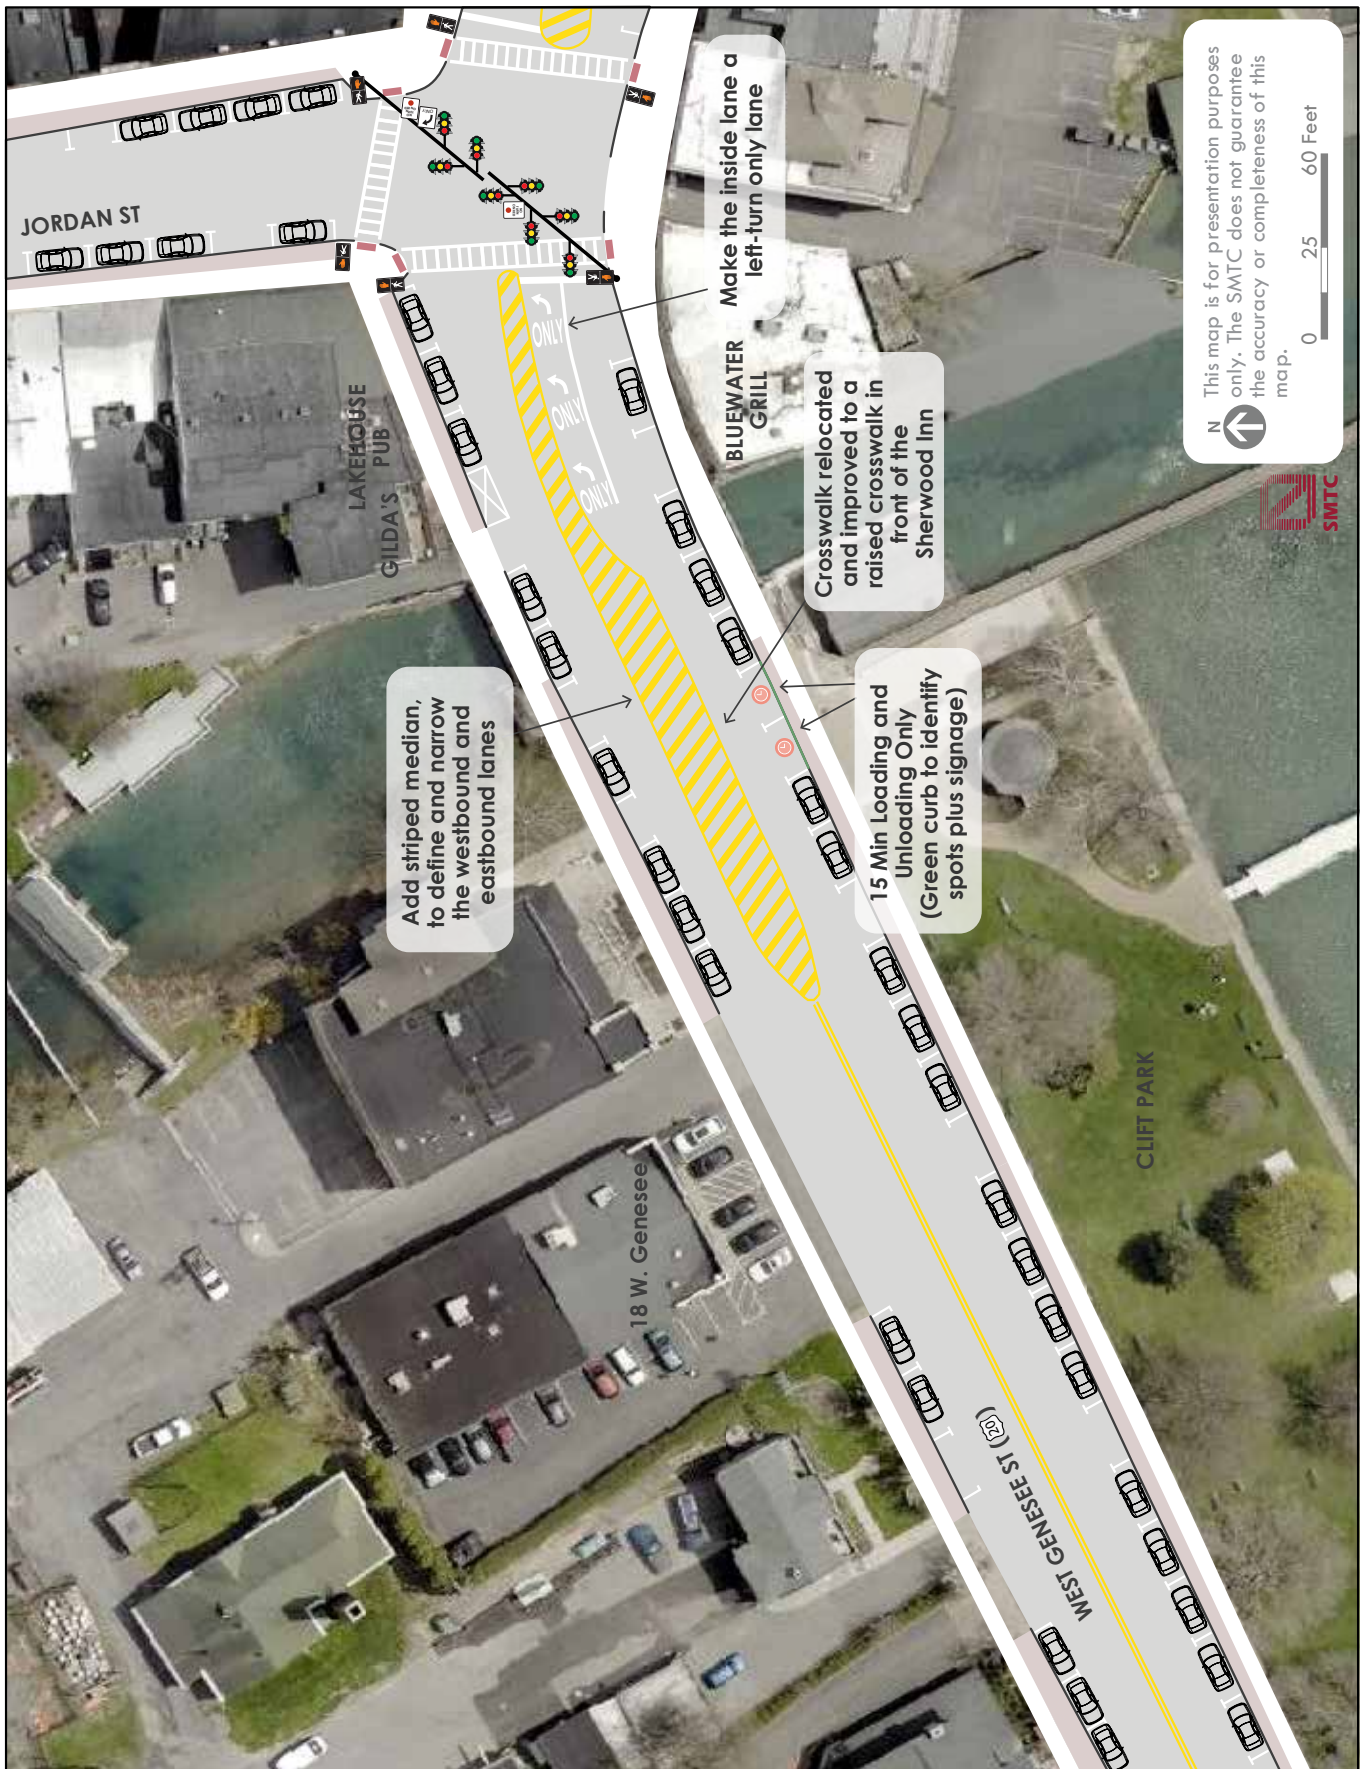 JORDAN ST
LAKEHOUSE
PUB
GILDA'S
Make the inside lane a
left-turn only lane
ONLY
ONLY
ONLY
BLUEWATER
GRILL
Crosswalk relocated
and improved to a
raised crosswalk in
front of the
Sherwood Inn
Add striped median,
to define and narrow
the westbound and
eastbound lanes
15 Min Loading and
Unloading Only
(Green curb to identify
spots plus signage)
18 W. Genesee
CLIFT PARK
WEST GENESEE ST (20)
N
This map is for presentation purposes
only. The SMTC does not guarantee
the accuracy or completeness of this
map.
0 25 60 Feet
SMTC